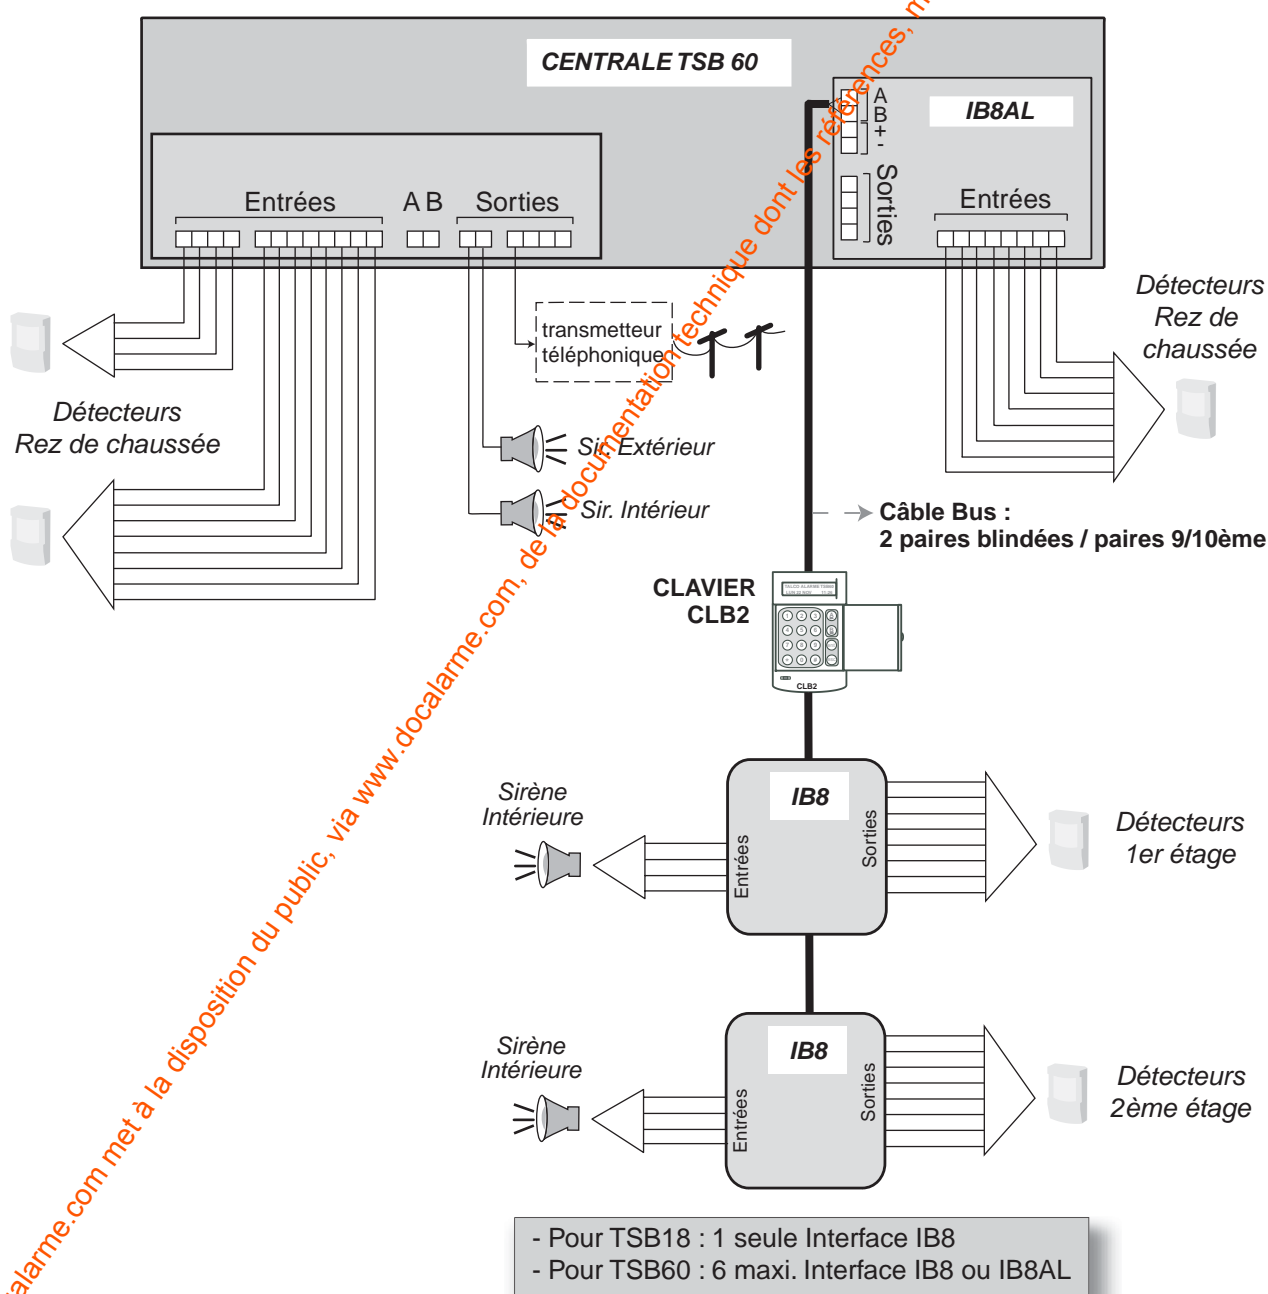 CENTRALE TSB 60
IB8AL
A
B
+
-
Sorties
Entrées
Entrées
A B
Sorties
Détecteurs
Rez de
chaussée
transmetteur
téléphonique
Détecteurs
Rez de chaussée
Sir. Extérieur
Sir. Intérieur
Câble Bus :
2 paires blindées / paires 9/10ème
CLAVIER
CLB2
CLB2
Sirène
Intérieure
IB8
Entrées
Sorties
Détecteurs
1er étage
Sirène
Intérieure
IB8
Entrées
Sorties
Détecteurs
2ème étage
- Pour TSB18 : 1 seule Interface IB8
- Pour TSB60 : 6 maxi. Interface IB8 ou IB8AL
alarme.com met à la disposition du public, via www.docalarme.com, de la documentation technique dont les références, m